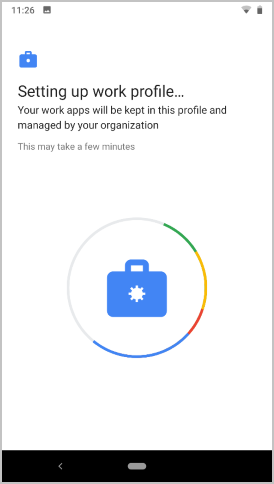 11:26
Setting up work profile...
Your work apps will be kept in this profile and
managed by your organization
This may take a few minutes